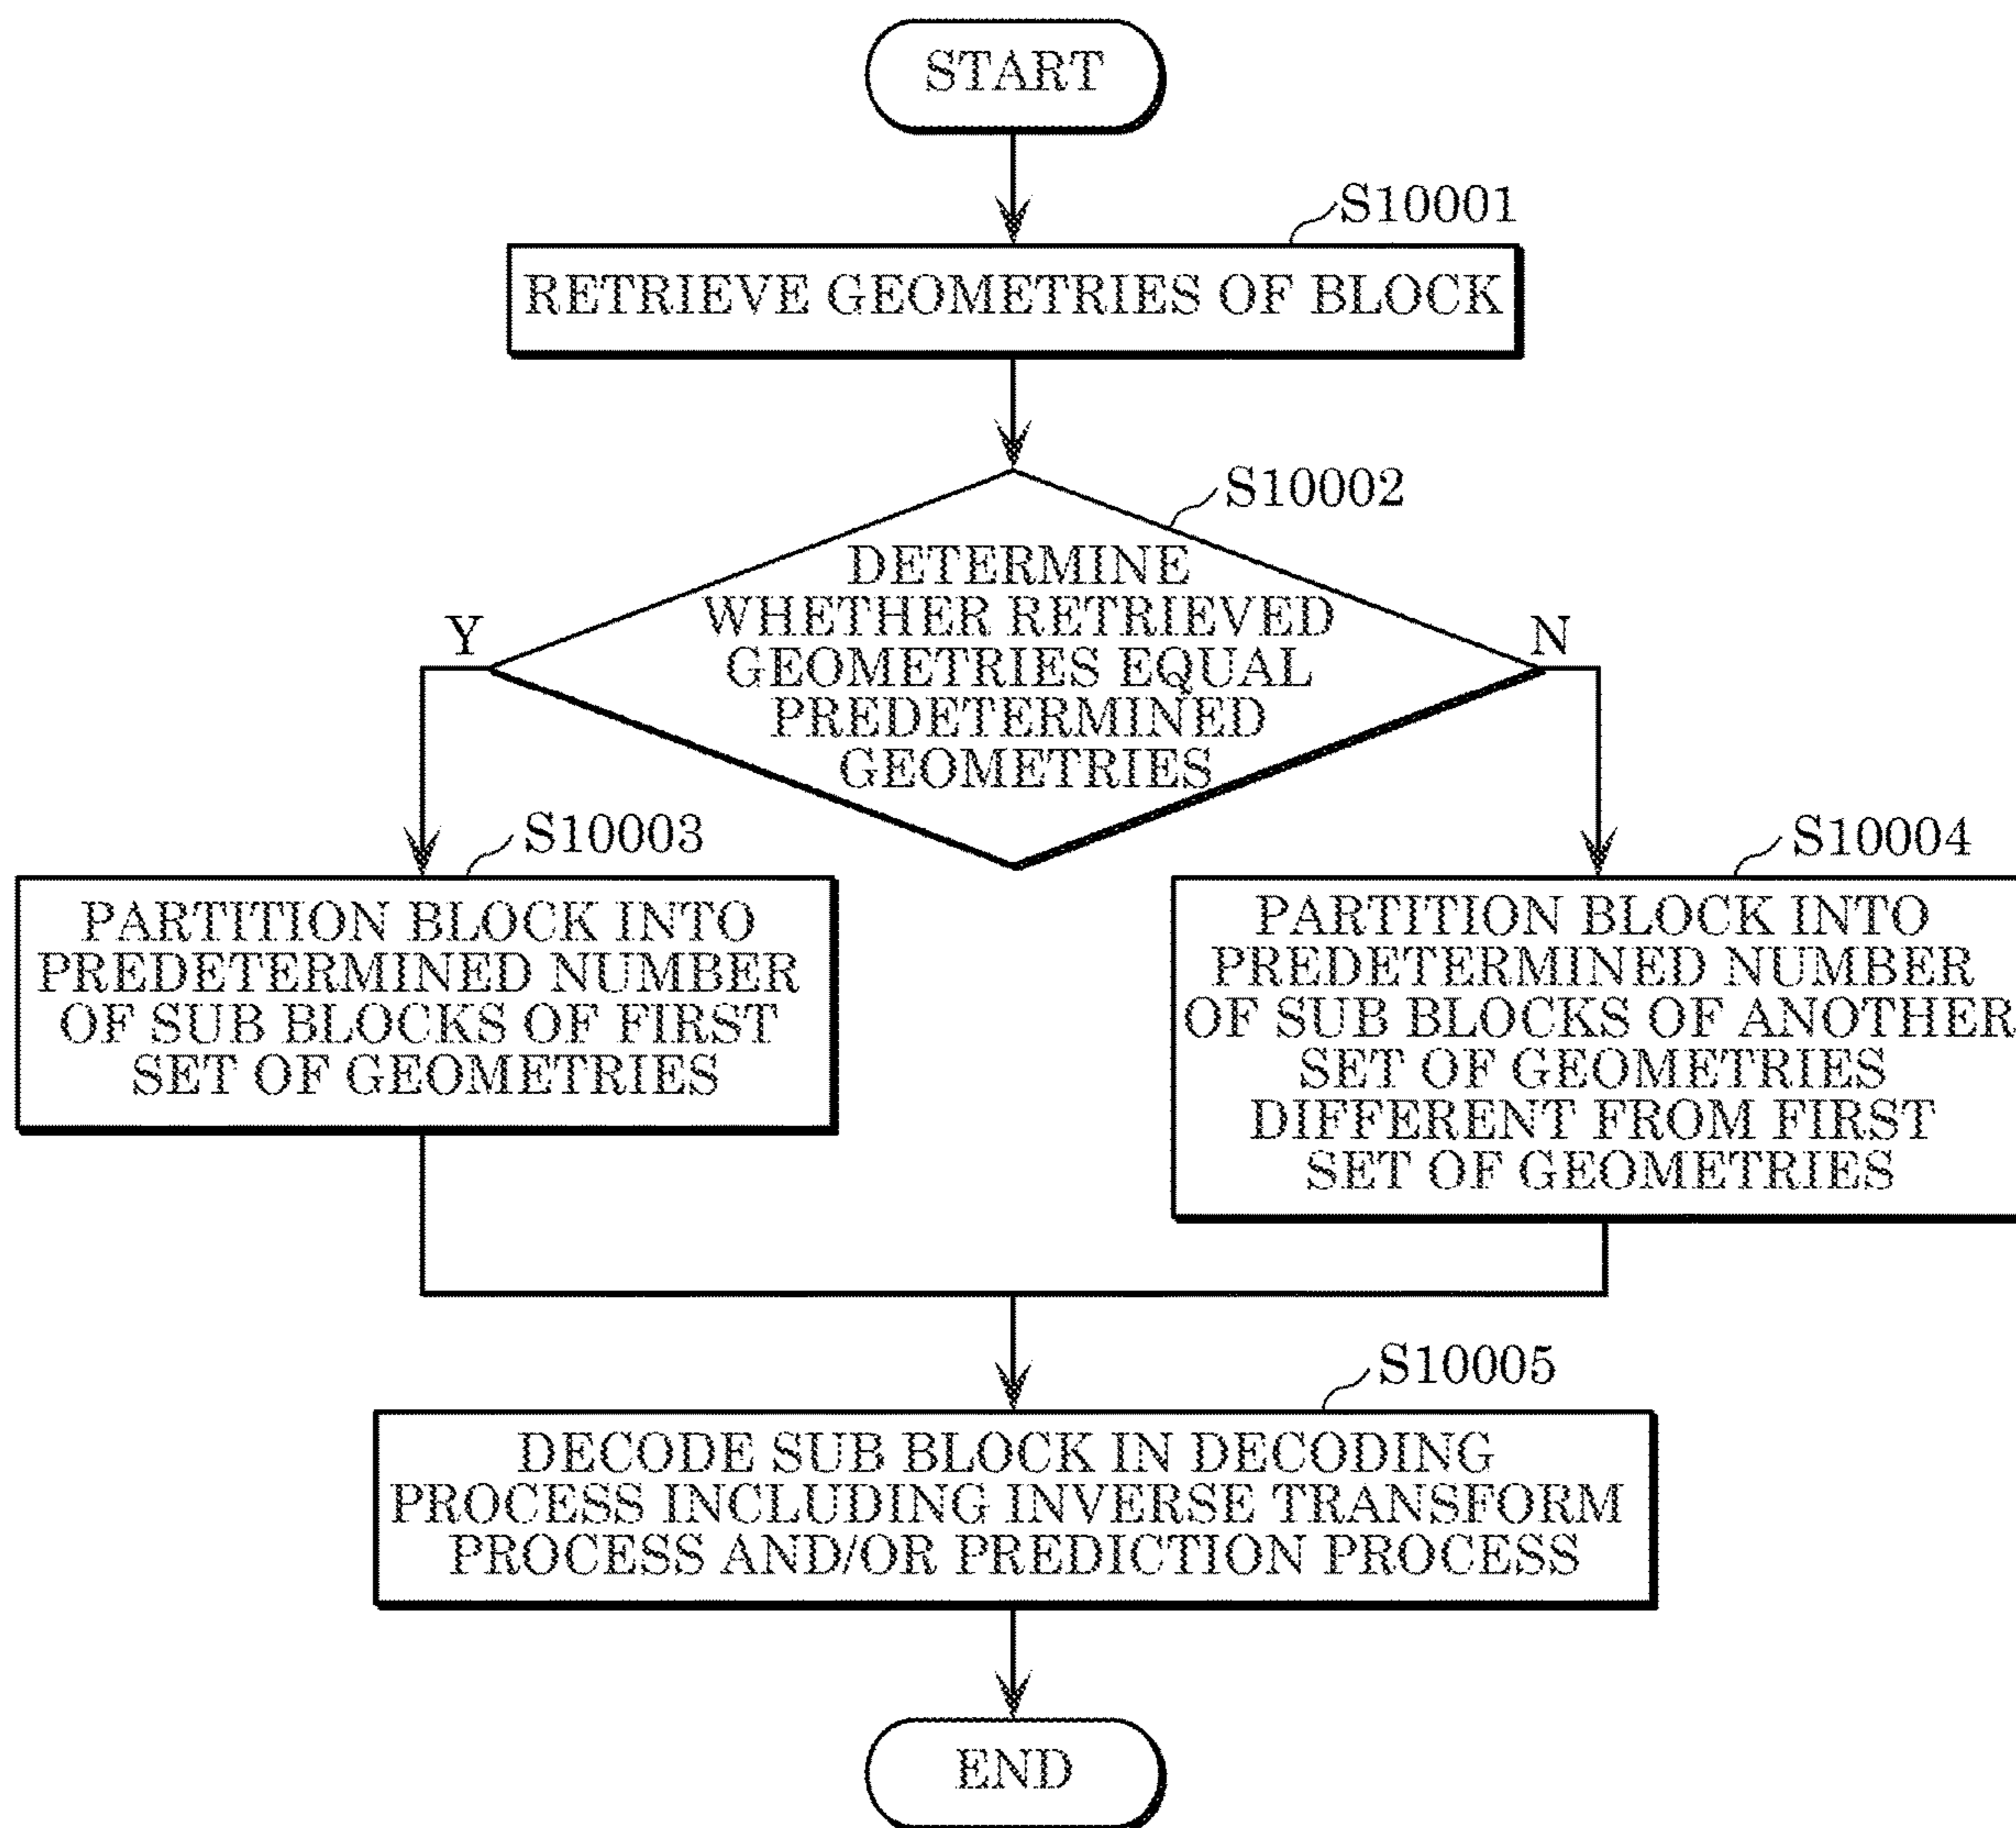 START
S10001
RETRIEVE GEOMETRIES OF BLOCK
S10002
DETERMINE
WHETHER RETRIEVED
GEOMETRIES EQUAL
PREDETERMINED
GEOMETRIES
Y
N
S10003
PARTITION BLOCK INTO
PREDETERMINED NUMBER
OF SUB BLOCKS OF FIRST
SET OF GEOMETRIES
S10004
PARTITION BLOCK INTO
PREDETERMINED NUMBER
OF SUB BLOCKS OF ANOTHER
SET OF GEOMETRIES
DIFFERENT FROM FIRST
SET OF GEOMETRIES
S10005
DECODE SUB BLOCK IN DECODING
PROCESS INCLUDING INVERSE TRANSFORM
PROCESS AND/OR PREDICTION PROCESS
END